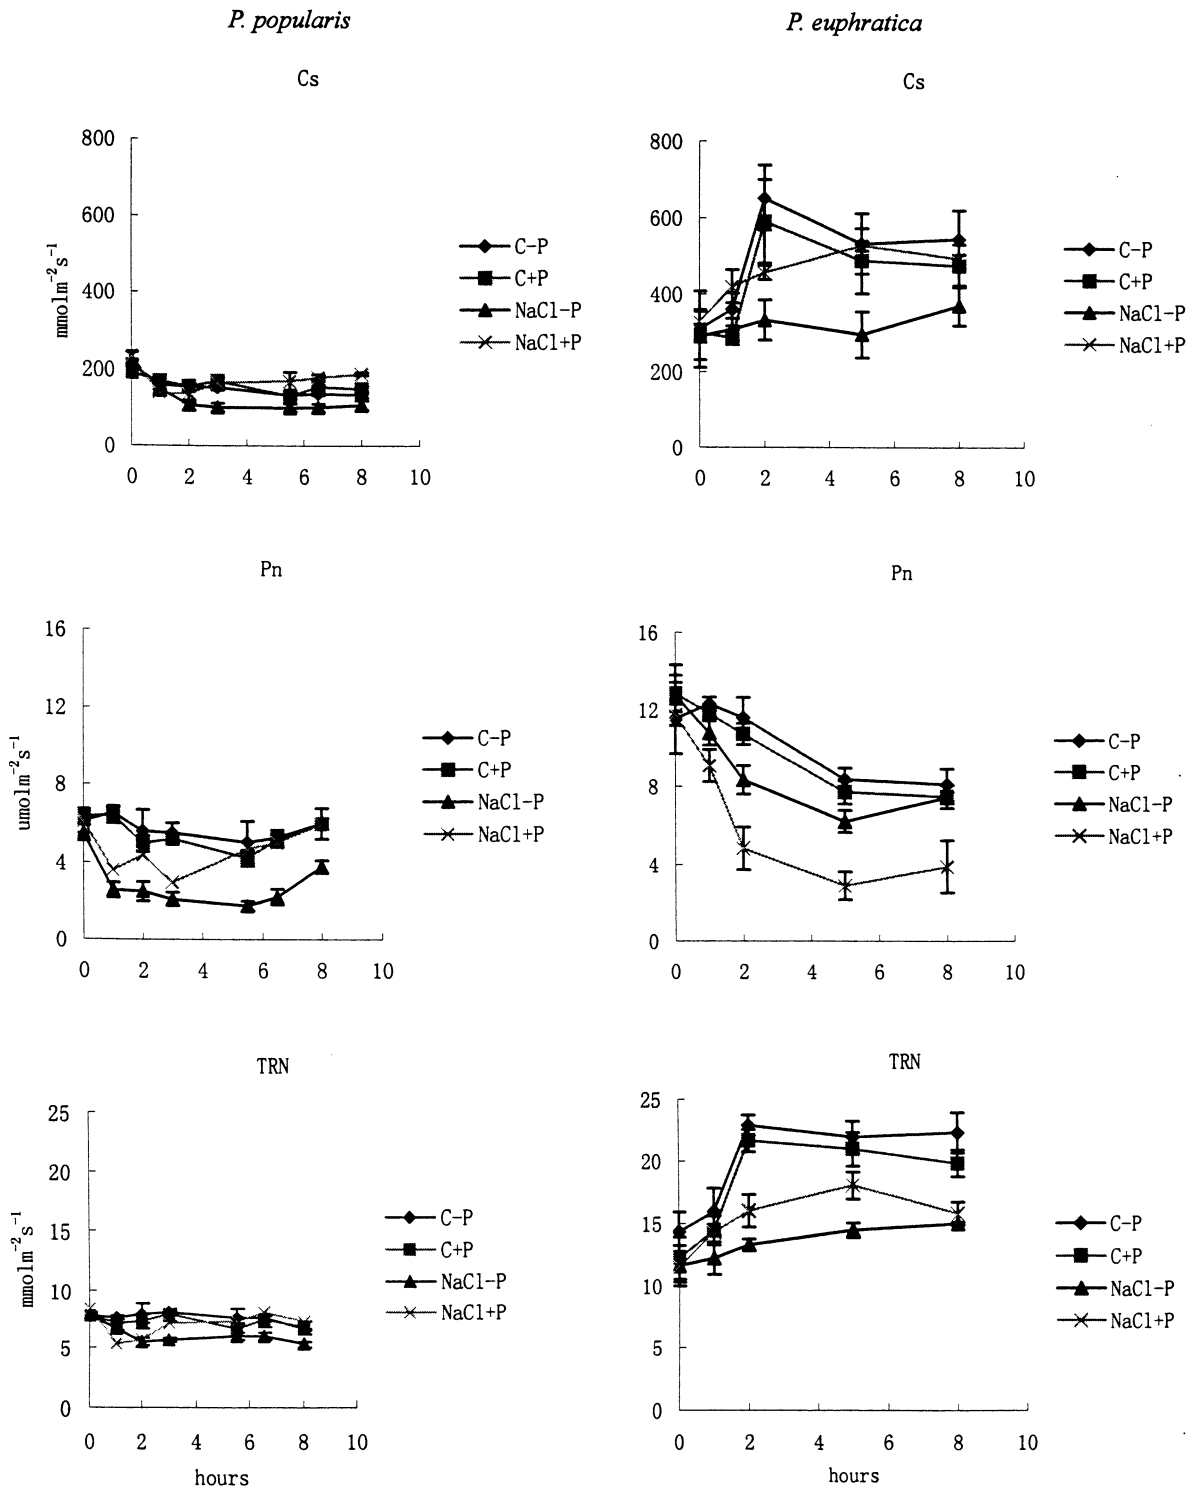 P. popularis
P. euphratica
Cs
800
600
400
200
0
mmolm⁻²s⁻¹
0 2 4 6 8 10
C-P
C+P
NaCl-P
NaCl+P
Cs
800
600
400
200
0
0 2 4 6 8 10
C-P
C+P
NaCl-P
NaCl+P
Pn
16
12
8
4
0
umolm⁻²s⁻¹
0 2 4 6 8 10
C-P
C+P
NaCl-P
NaCl+P
Pn
16
12
8
4
0
0 2 4 6 8 10
C-P
C+P
NaCl-P
NaCl+P
TRN
25
20
15
10
5
0
mmolm⁻²s⁻¹
0 2 4 6 8 10
hours
C-P
C+P
NaCl-P
NaCl+P
TRN
25
20
15
10
5
0
0 2 4 6 8 10
hours
C-P
C+P
NaCl-P
NaCl+P